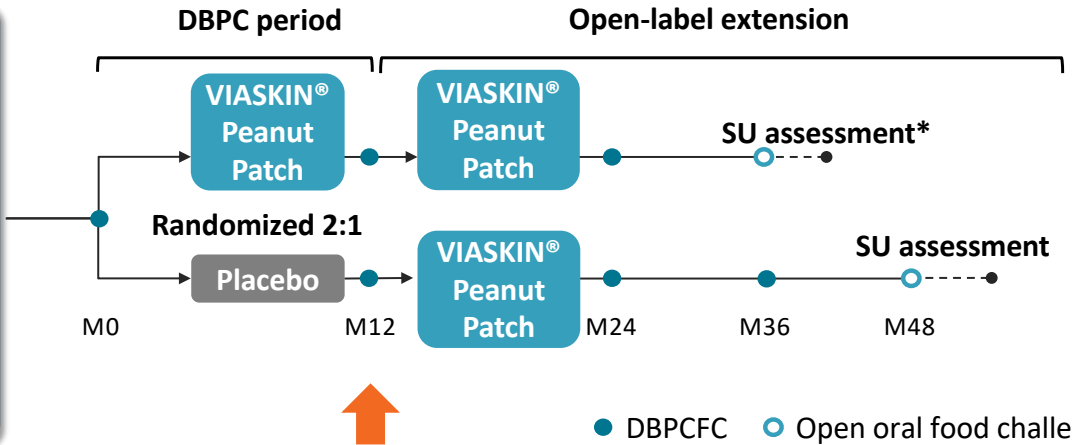 DBPC period
Open-label extension
VIASKIN®
Peanut
Patch
VIASKIN®
Peanut
Patch
SU assessment*
Randomized 2:1
Placebo
VIASKIN®
Peanut
Patch
SU assessment
M0
M12
M24
M36
M48
DBPCFC
Open oral food challe